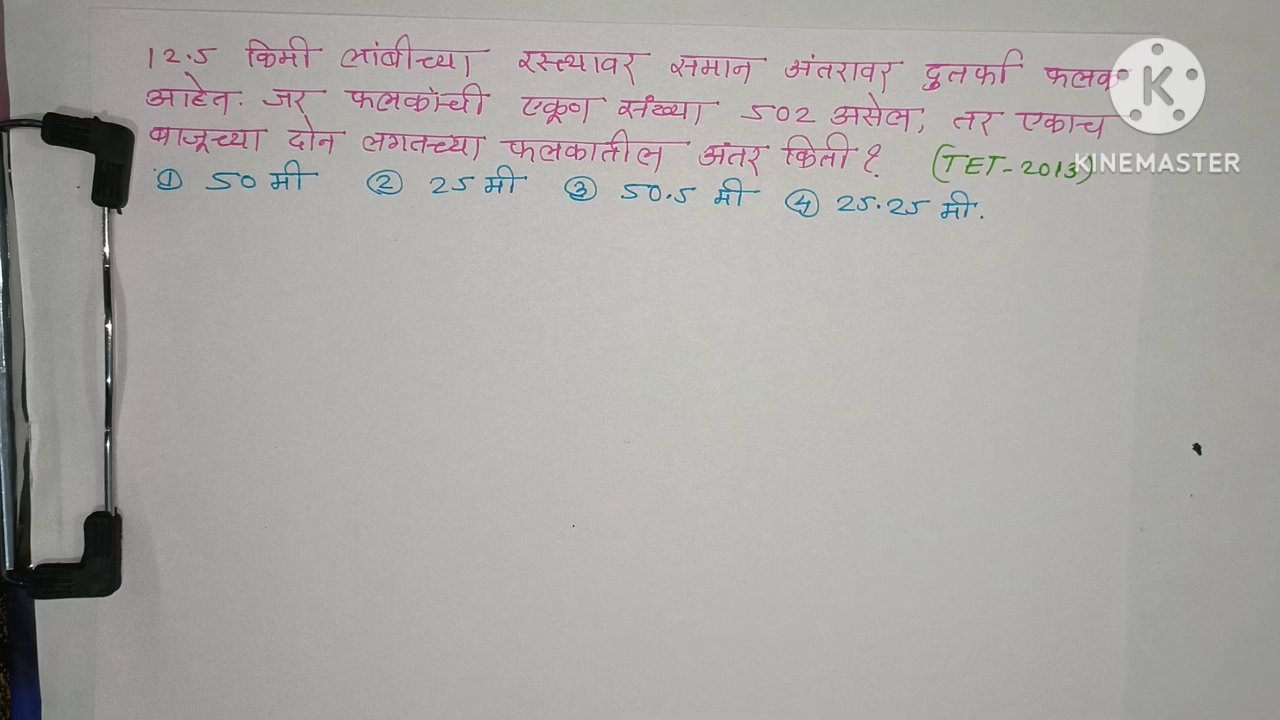 12.5 किमी लांबीच्या रस्त्यावर समान अंतरावर दुतर्फा फलक
आहेत. जर फलकांची एकूण संख्या 502 असेल, तर एकाच
बाजूच्या दोन लगतच्या फलकातील अंतर किती? (TET-2013)
① 50 मी ② 25 मी ③ 50.5 मी ④ 25.25 मी.
K
KINEMASTER